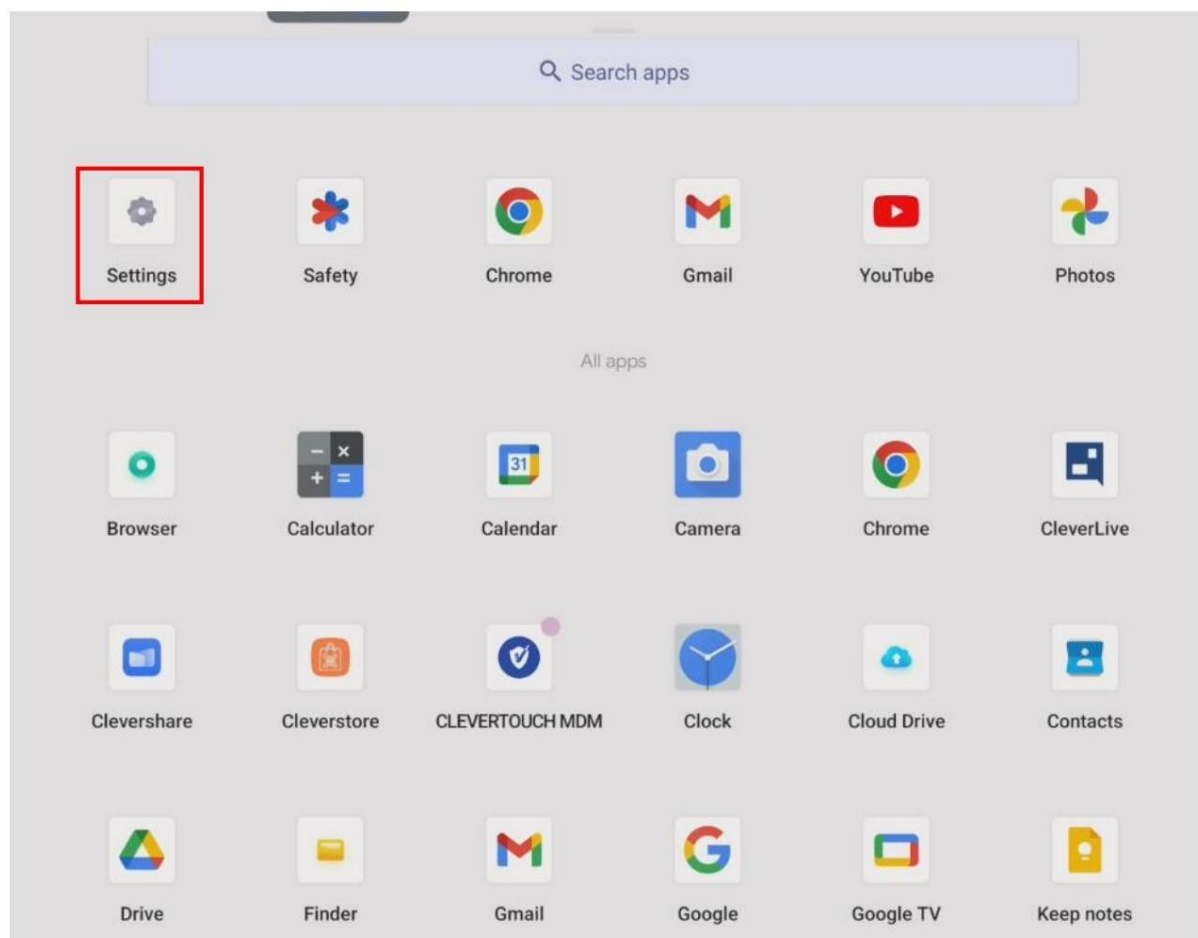 Search apps
Settings
Safety
Chrome
Gmail
YouTube
Photos
All apps
31
Browser
Calculator
Calendar
Camera
Chrome
CleverLive
Clevershare
Cleverstore
CLEVERTOUCH MDM
Clock
Cloud Drive
Contacts
Drive
Finder
Gmail
Google
Google TV
Keep notes